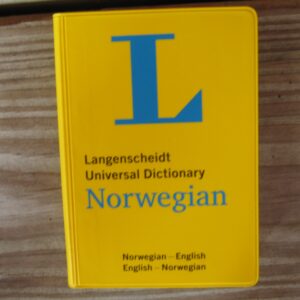 L
Langenscheidt
Universal Dictionary
Norwegian
Norwegian – English
English – Norwegian